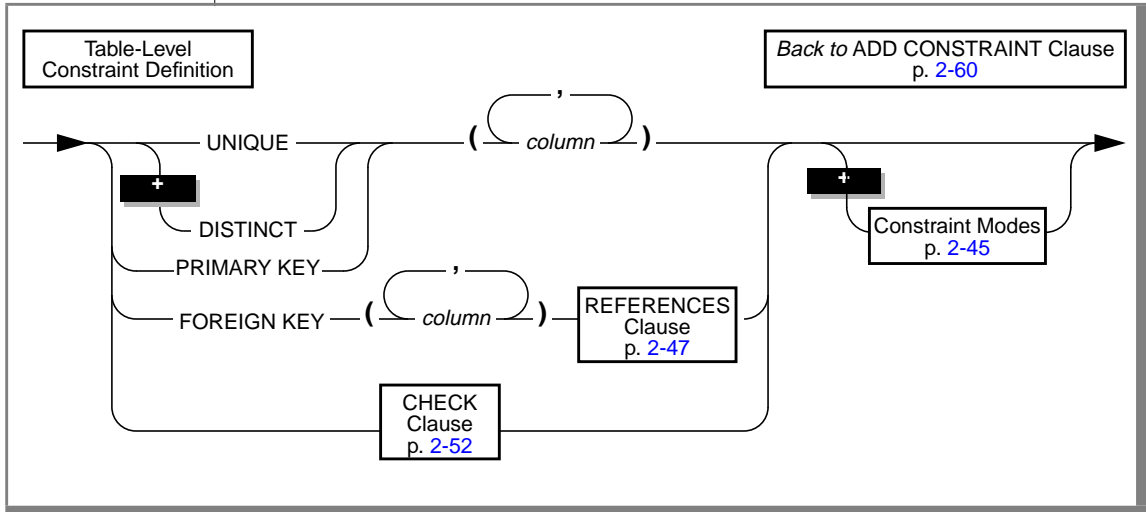 Table-Level
Constraint Definition
Back to ADD CONSTRAINT Clause
p. 2-60
,
UNIQUE
( column )
+
+
DISTINCT
Constraint Modes
p. 2-45
PRIMARY KEY
,
FOREIGN KEY ( column )
REFERENCES
Clause
p. 2-47
CHECK
Clause
p. 2-52